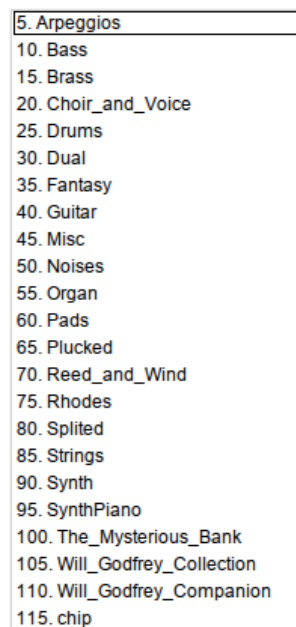 5. Arpeggios
10. Bass
15. Brass
20. Choir_and_Voice
25. Drums
30. Dual
35. Fantasy
40. Guitar
45. Misc
50. Noises
55. Organ
60. Pads
65. Plucked
70. Reed_and_Wind
75. Rhodes
80. Splited
85. Strings
90. Synth
95. SynthPiano
100. The_Mysterious_Bank
105. Will_Godfrey_Collection
110. Will_Godfrey_Companion
115. chip